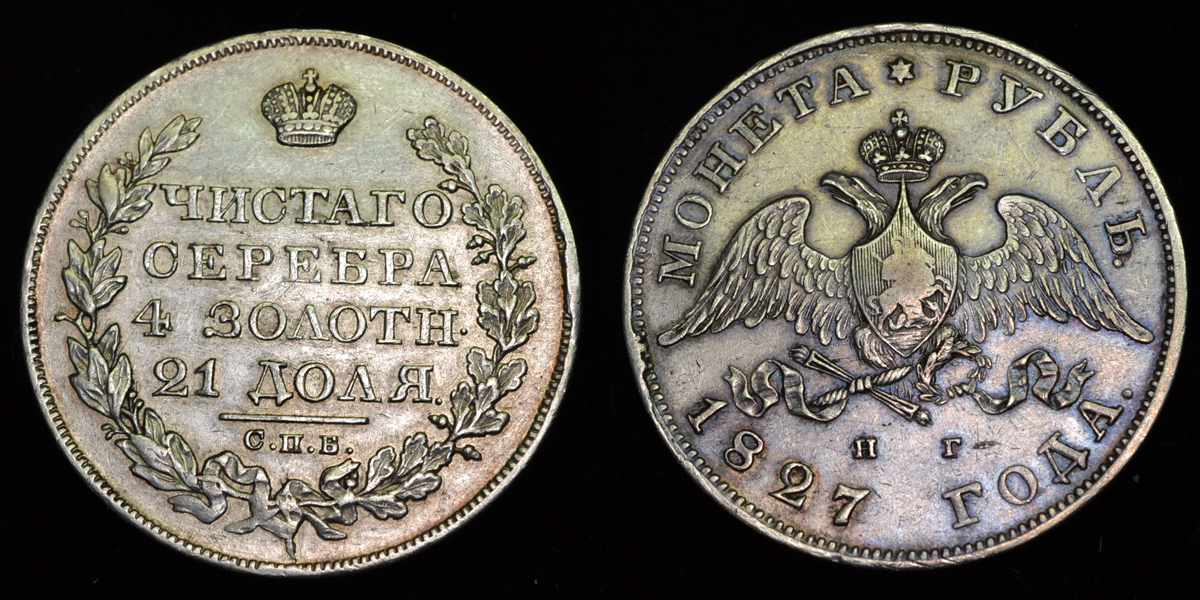 ЧИСТАГО
СЕРЕБРА
4 ЗОЛОТН.
21 ДОЛЯ.
С.П.Б.
МОНЕТА * РУБЛЬ.
Н Г
1827 ГОДА.